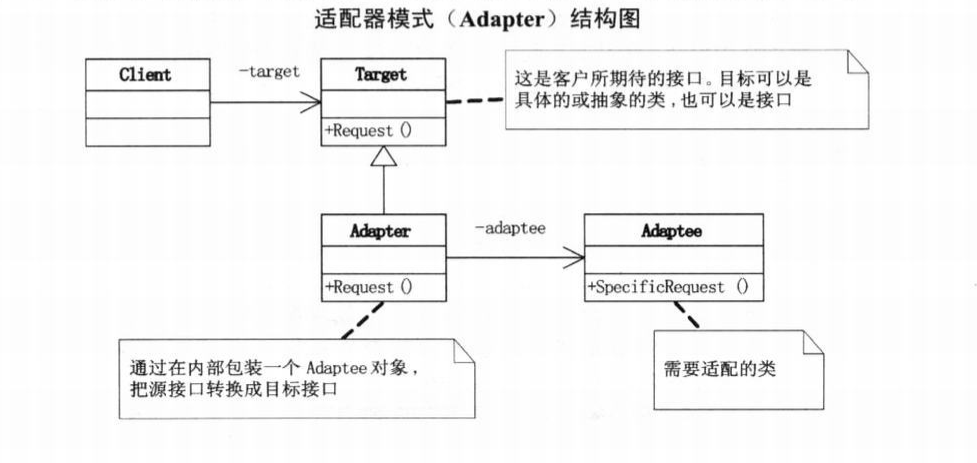 适配器模式（Adapter）结构图
Client
-target
Target
+Request()
这是客户所期待的接口。目标可以是
具体的或抽象的类,也可以是接口
Adapter
+Request()
-adaptee
Adaptee
+SpecificRequest ()
通过在内部包装一个 Adaptee 对象,
把源接口转换成目标接口
需要适配的类